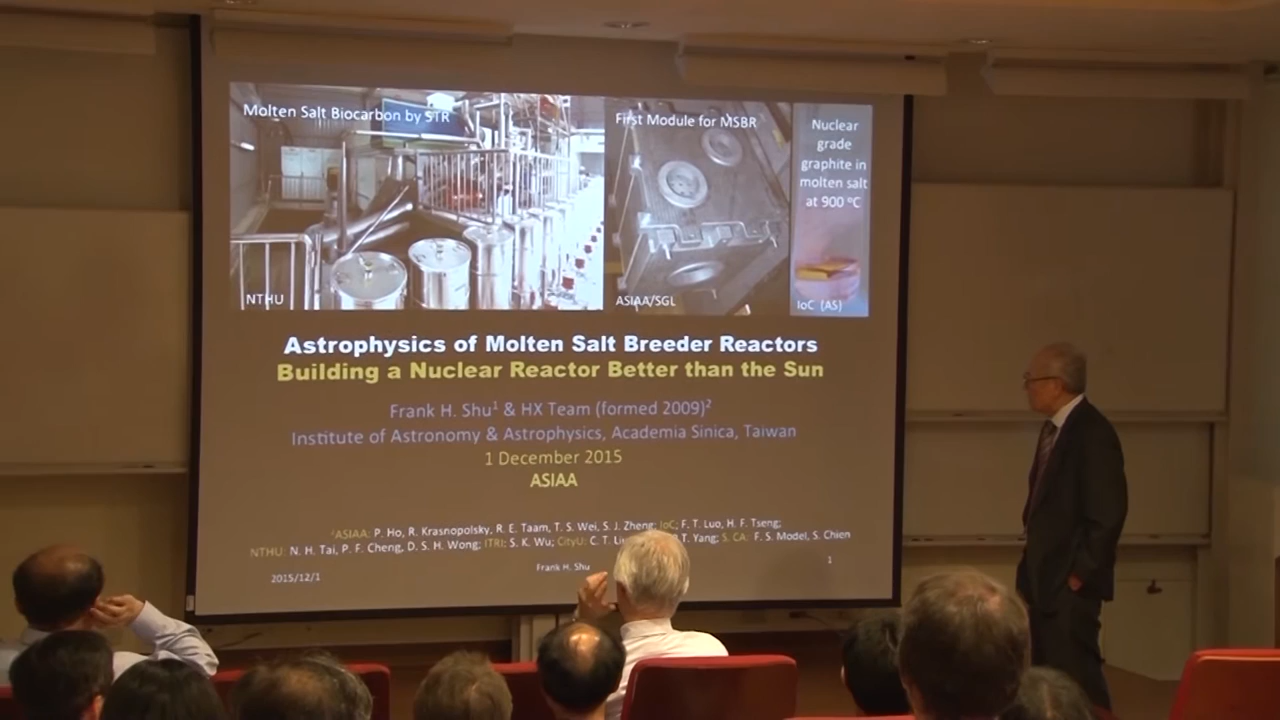 Molten Salt Biocarbon by STR
NTHU
First Module for MSBR
ASIAA/SGL
Nuclear
grade
graphite in
molten salt
at 900 ºC
IoC (AS)
Astrophysics of Molten Salt Breeder Reactors
Building a Nuclear Reactor Better than the Sun
Frank H. Shu¹ & HX Team (formed 2009)²
Institute of Astronomy & Astrophysics, Academia Sinica, Taiwan
1 December 2015
ASIAA
ASIAA: P. Ho, R. Krasnopolsky, R. E. Taam, T. S. Wei, S. J. Zheng; IoC: F. T. Luo, H. F. Tseng;
NTHU: N. H. Tai, P. F. Cheng, D. S. H. Wong; ITRI: S. K. Wu; CityU: C. T. T. Yang; S. CA: F. S. Model, S. Chien
2015/12/1
Frank H. Shu
1